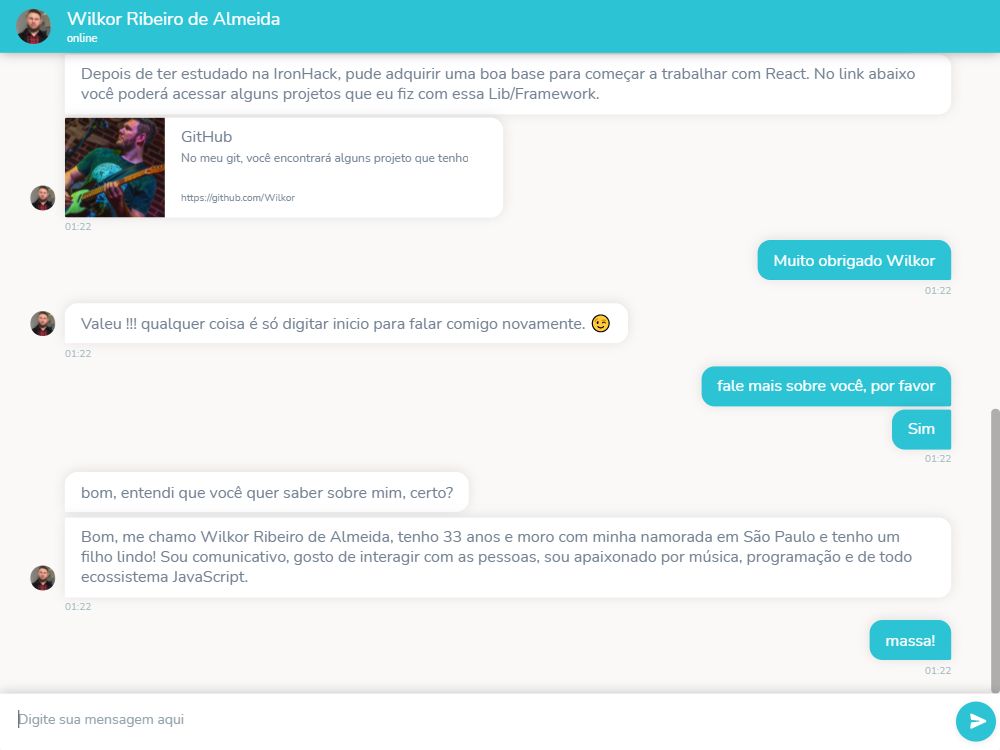 Wilkor Ribeiro de Almeida
online
Depois de ter estudado na IronHack, pude adquirir uma boa base para começar a trabalhar com React. No link abaixo
você poderá acessar alguns projetos que eu fiz com essa Lib/Framework.
GitHub
No meu git, você encontrará alguns projeto que tenho
https://github.com/Wilkor
01:22
Muito obrigado Wilkor
01:22
Valeu !!! qualquer coisa é só digitar inicio para falar comigo novamente. 😉
01:22
fale mais sobre você, por favor
Sim
01:22
bom, entendi que você quer saber sobre mim, certo?
Bom, me chamo Wilkor Ribeiro de Almeida, tenho 33 anos e moro com minha namorada em São Paulo e tenho um
filho lindo! Sou comunicativo, gosto de interagir com as pessoas, sou apaixonado por música, programação e de todo
ecossistema JavaScript.
01:22
massa!
01:22
Digite sua mensagem aqui